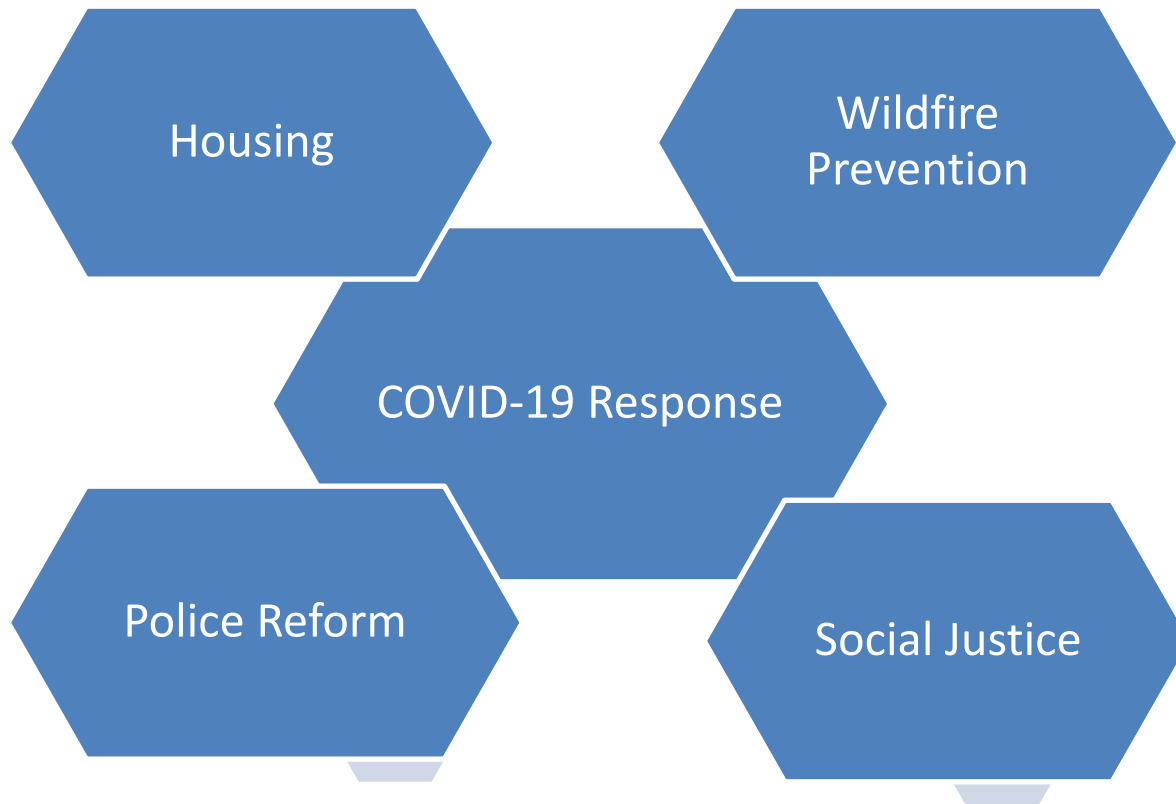 Housing
Wildfire
Prevention
COVID-19 Response
Police Reform
Social Justice